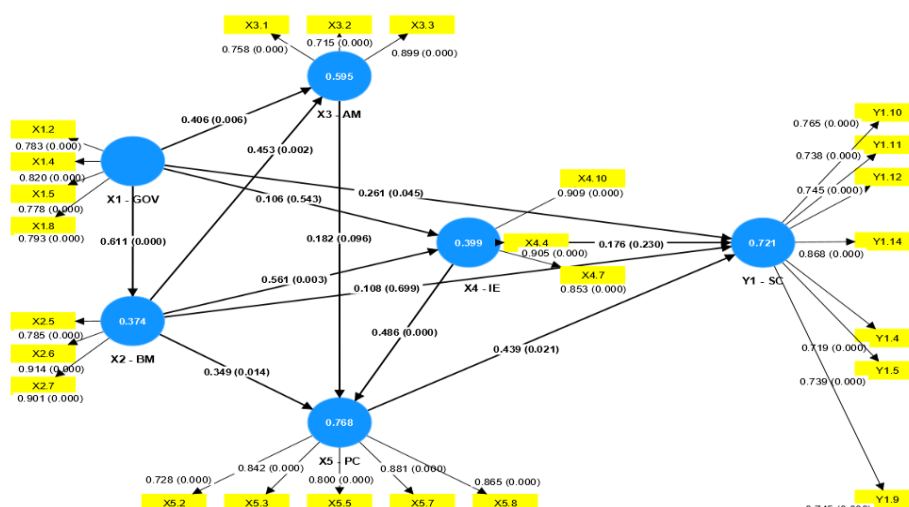 X3.1
X3.2
X3.3
0.758 (0.000)
0.715 (0.000)
0.899 (0.000)
0.595
X3 - AM
X1.2
0.783 (0.000)
X1.4
0.820 (0.000)
X1.5
0.778 (0.000)
X1.8
0.793 (0.000)
X1 - GOV
0.406 (0.006)
0.453 (0.002)
0.106 (0.543)
0.261 (0.045)
0.611 (0.000)
0.182 (0.096)
X4.10
0.909 (0.000)
X4.4
0.905 (0.000)
X4.7
0.853 (0.000)
0.399
X4 - IE
0.176 (0.230)
0.561 (0.003)
0.108 (0.699)
0.486 (0.000)
0.439 (0.021)
0.349 (0.014)
X2.5
0.785 (0.000)
X2.6
0.914 (0.000)
X2.7
0.901 (0.000)
0.374
X2 - BM
0.768
X5 - PC
0.728 (0.000)
0.842 (0.000)
0.800 (0.000)
0.881 (0.000)
0.865 (0.000)
X5.2
X5.3
X5.5
X5.7
X5.8
0.721
Y1 - SC
Y1.10
0.765 (0.000)
Y1.11
0.738 (0.000)
Y1.12
0.745 (0.000)
Y1.14
0.868 (0.000)
Y1.4
0.719 (0.000)
Y1.5
0.739 (0.000)
Y1.9